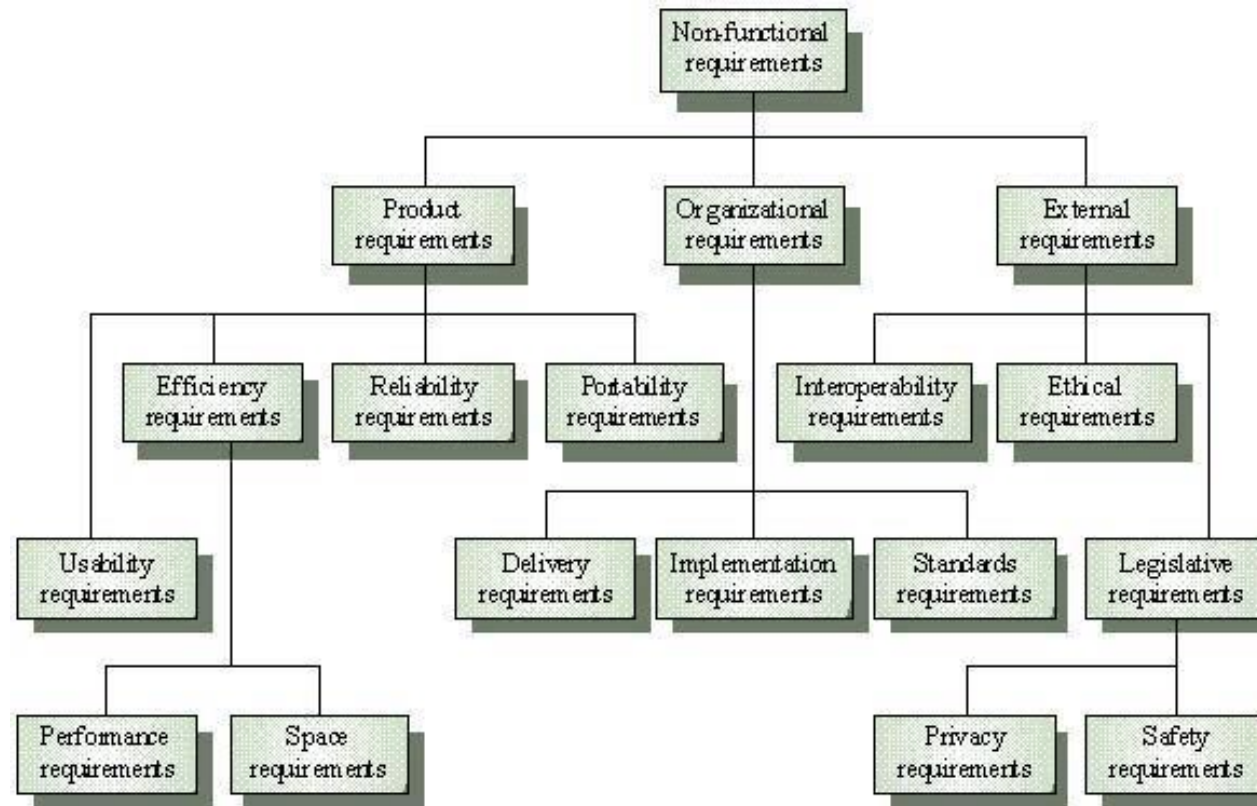 Non-functional
requirements
Product
requirements
Organizational
requirements
External
requirements
Efficiency
requirements
Reliability
requirements
Portability
requirements
Interoperability
requirements
Ethical
requirements
Usability
requirements
Delivery
requirements
Implementation
requirements
Standards
requirements
Legislative
requirements
Performance
requirements
Space
requirements
Privacy
requirements
Safety
requirements